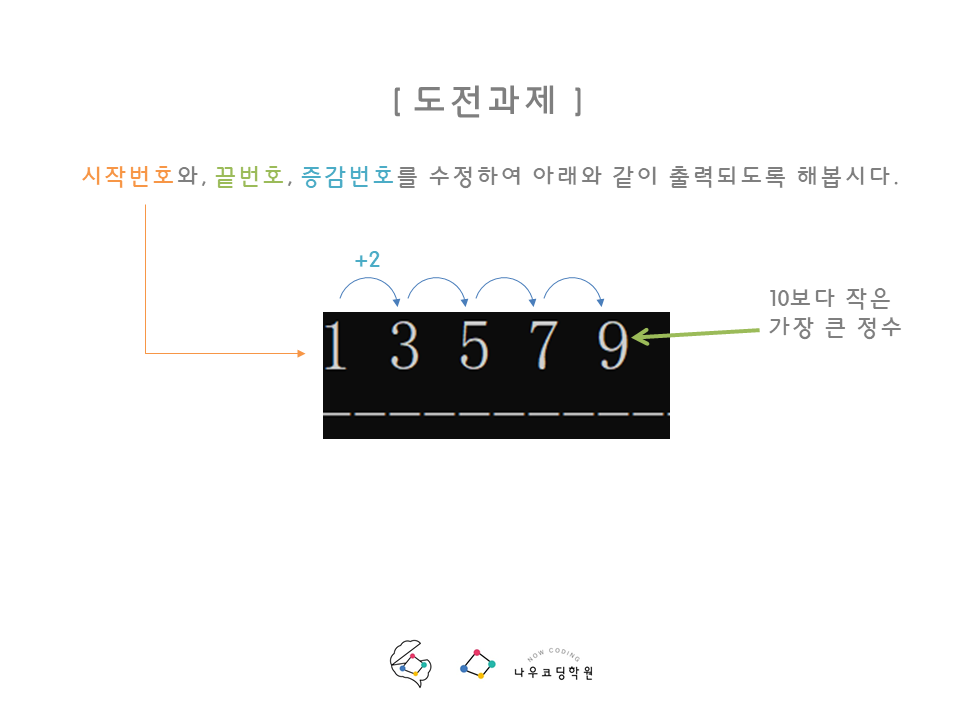 [ 도전과제 ]
시작번호와, 끝번호, 증감번호를 수정하여 아래와 같이 출력되도록 해봅시다.
+2
10보다 작은
가장 큰 정수
1 3 5 7 9
NOW CODING
나우코딩학원